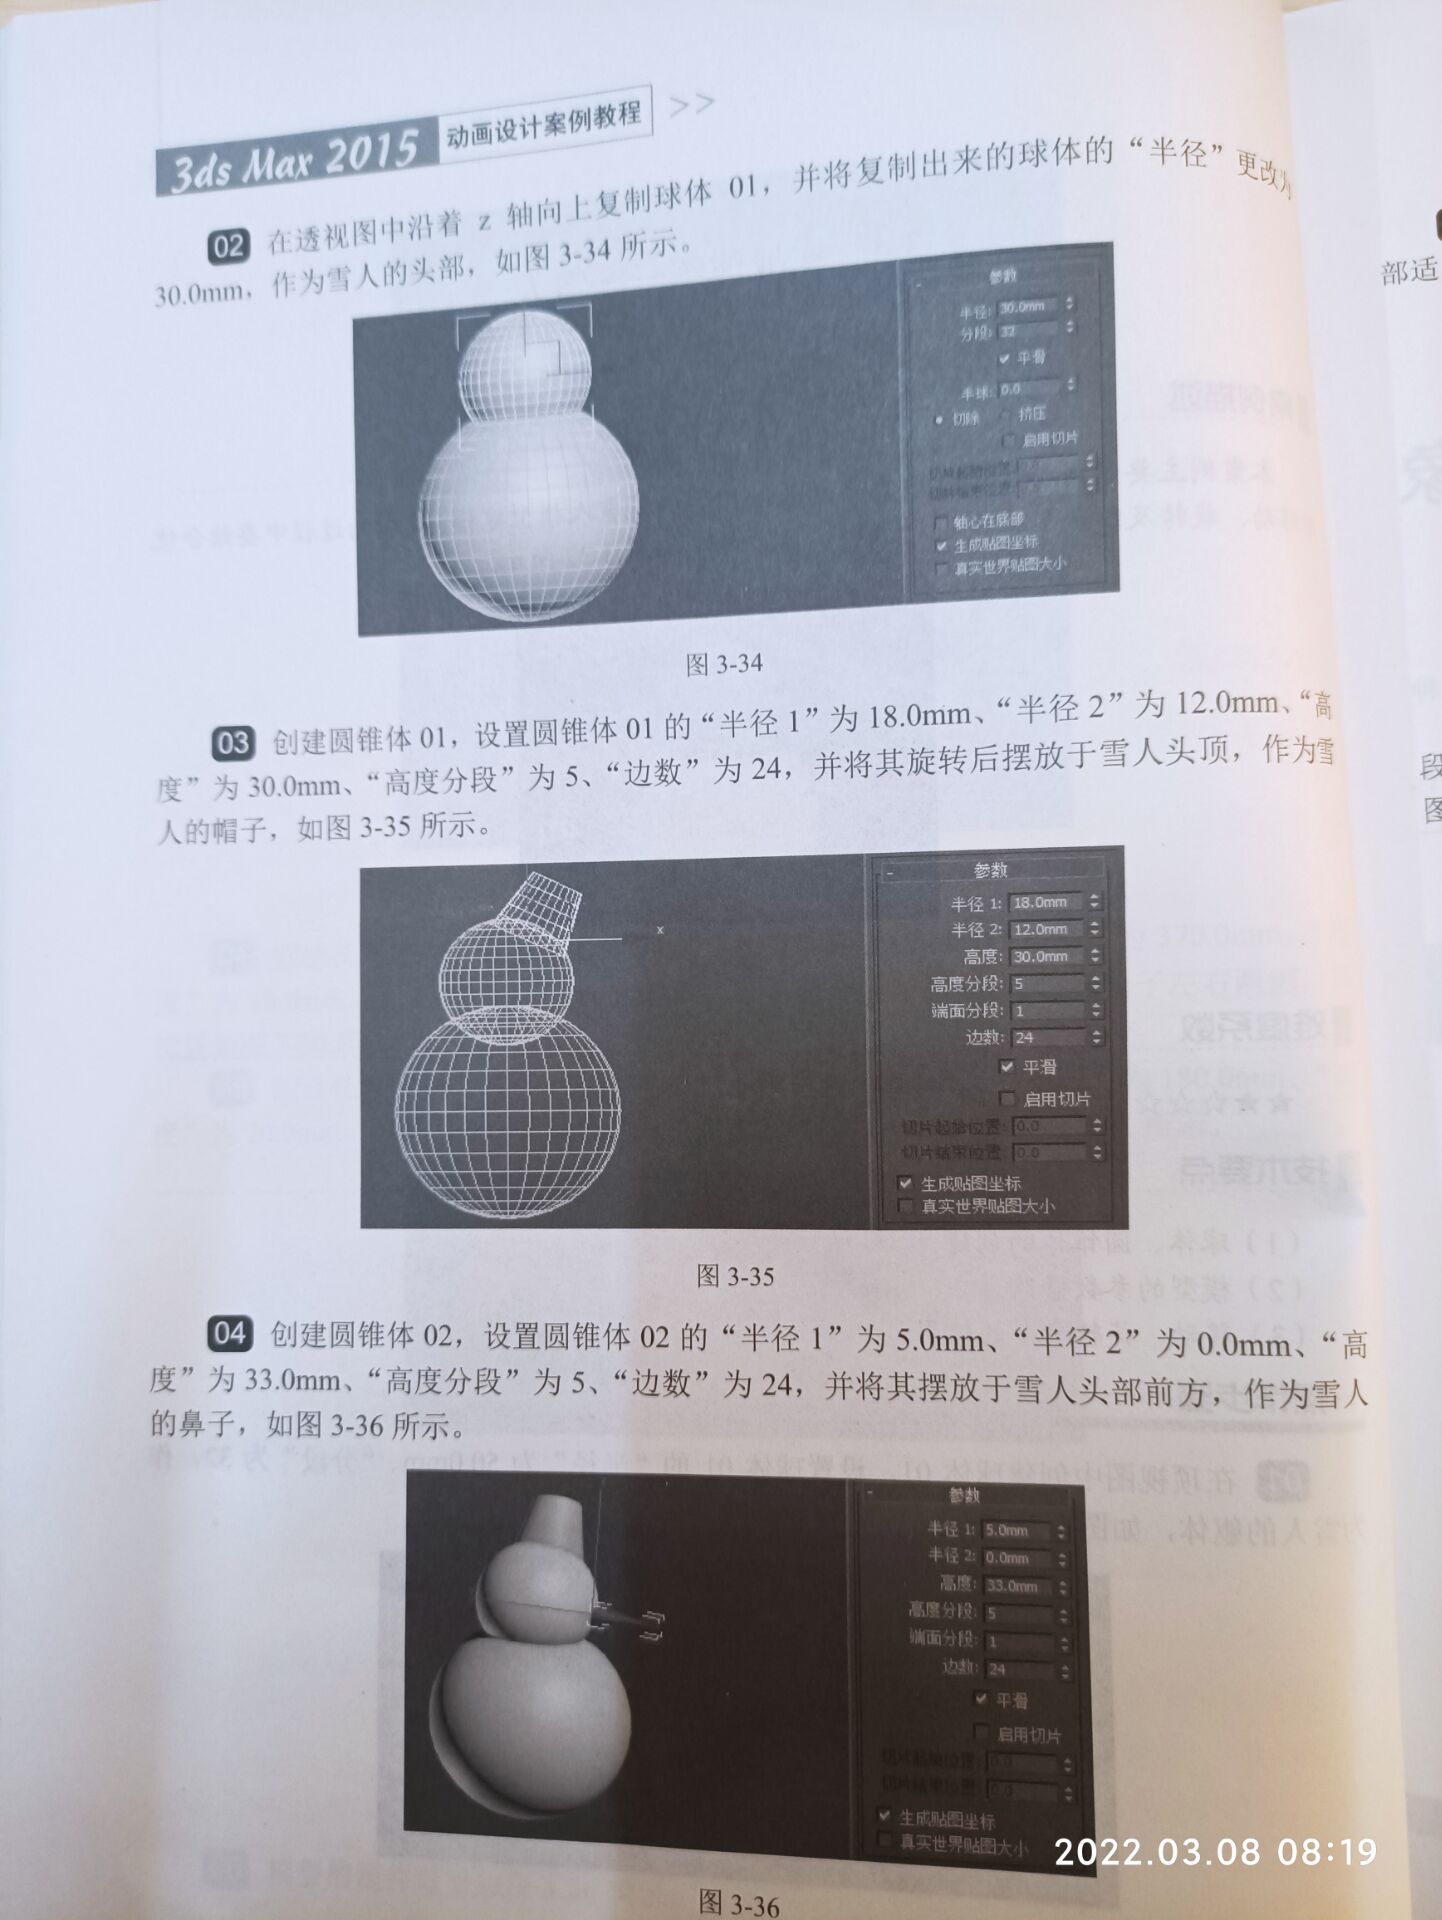 3ds Max 2015 动画设计案例教程 >>
02 在透视图中沿着 z 轴向上复制球体 01，并将复制出来的球体的“半径”更改为
30.0mm，作为雪人的头部，如图 3-34 所示。
- 参数
半径: 30.0mm
分段: 32
平滑
半球: 0.0
切除 挤压
启用切片
切片起始位置: 0.0
切片结束位置: 0.0
轴心在底部
生成贴图坐标
真实世界贴图大小
图 3-34
03 创建圆锥体 01，设置圆锥体 01 的“半径 1”为 18.0mm、“半径 2”为 12.0mm、“高
度”为 30.0mm、“高度分段”为 5、“边数”为 24，并将其旋转后摆放于雪人头顶，作为雪
人的帽子，如图 3-35 所示。
x
- 参数
半径 1: 18.0mm
半径 2: 12.0mm
高度: 30.0mm
高度分段: 5
端面分段: 1
边数: 24
平滑
启用切片
切片起始位置: 0.0
切片结束位置: 0.0
生成贴图坐标
真实世界贴图大小
图 3-35
04 创建圆锥体 02，设置圆锥体 02 的“半径 1”为 5.0mm、“半径 2”为 0.0mm、“高
度”为 33.0mm、“高度分段”为 5、“边数”为 24，并将其摆放于雪人头部前方，作为雪人
的鼻子，如图 3-36 所示。
- 参数
半径 1: 5.0mm
半径 2: 0.0mm
高度: 33.0mm
高度分段: 5
端面分段: 1
边数: 24
平滑
启用切片
切片起始位置: 0.0
切片结束位置: 0.0
生成贴图坐标
真实世界贴图大小
图 3-36
部适
段
图
2022.03.08 08:19